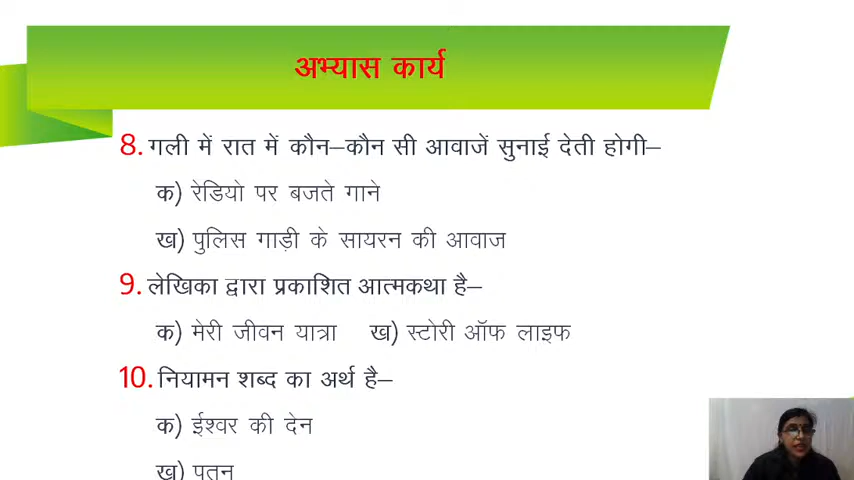 अभ्यास कार्य
8. गली में रात में कौन–कौन सी आवाजें सुनाई देती होगी–
क) रेडियो पर बजते गाने
ख) पुलिस गाड़ी के सायरन की आवाज
9. लेखिका द्वारा प्रकाशित आत्मकथा है–
क) मेरी जीवन यात्रा ख) स्टोरी ऑफ लाइफ
10. नियामन शब्द का अर्थ है–
क) ईश्वर की देन
ख) पतन